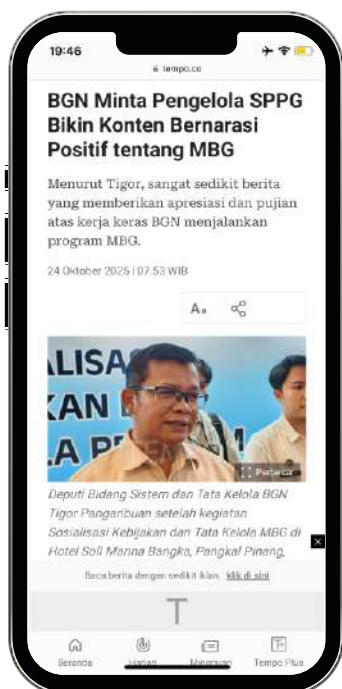 19:46
tempo.co
BGN Minta Pengelola SPPG
Bikin Konten Bernarasi
Positif tentang MBG
Menurut Tigor, sangat sedikit berita
yang memberikan apresiasi dan pujian
atas kerja keras BGN menjalankan
program MBG.
24 Oktober 2025 | 07.53 WIB
A
ALISA
KAN
LA P
Perbesar
Deputi Bidang Sistem dan Tata Kelola BGN
Tigor Pangaribuan setelah kegiatan
Sosialisasi Kebijakan dan Tata Kelola MBG di
Hotel Soll Marina Bangka, Pangkal Pinang,
Baca berita dengan sedikit iklan, klik di sini
T
Beranda Harian Mingguan Tempo Plus